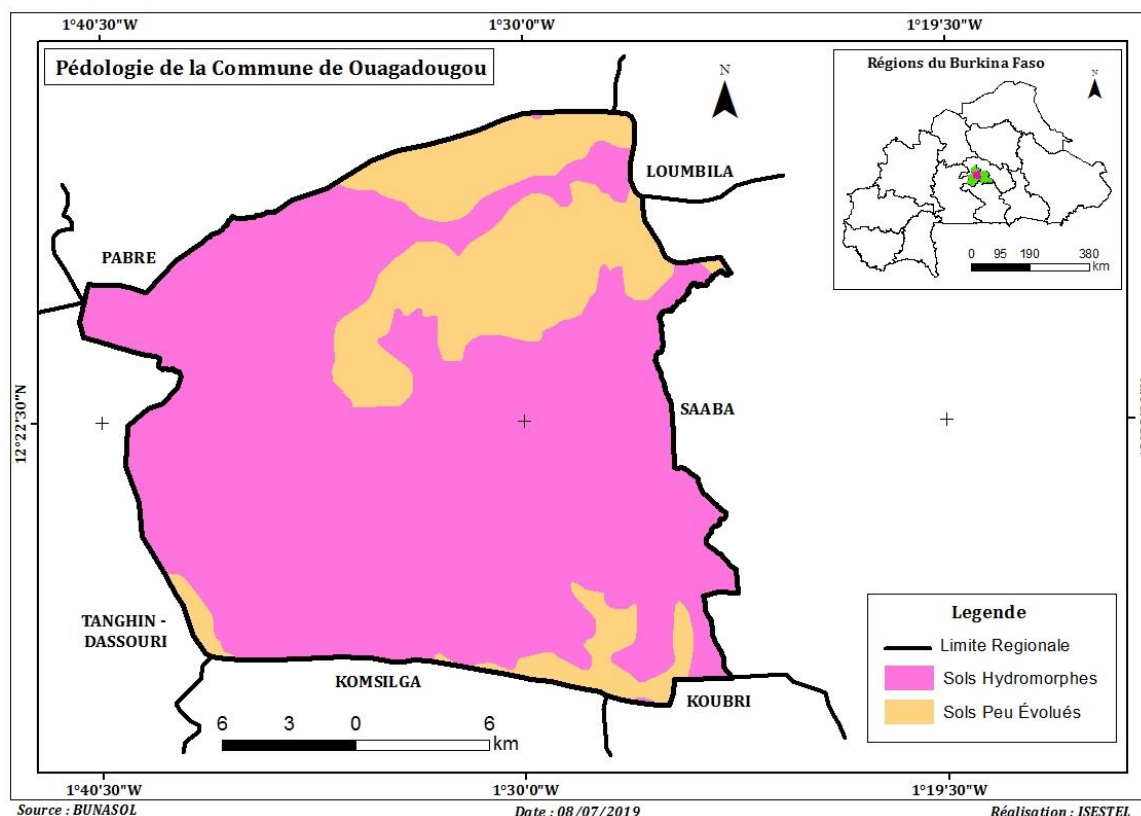 1°40'30"W
1°30'0"W
1°19'30"W
Pédologie de la Commune de Ouagadougou
N
Régions du Burkina Faso
N
0 95 190 380
km
LOUMBILA
PABRE
SAABA
12°22'30"N
TANGHIN -
DASSOURI
KOMSILGA
KOUBRI
6 3 0 6
km
Legende
Limite Regionale
Sols Hydromorphes
Sols Peu Évolués
1°40'30"W
1°30'0"W
1°19'30"W
Source : BUNASOL
Date : 08/07/2019
Réalisation : ISESTEL